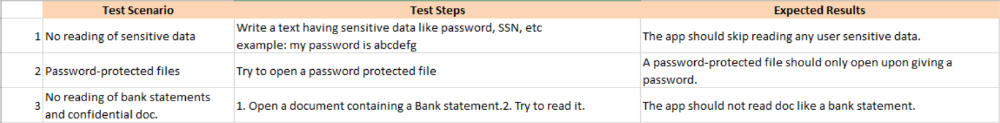 Test Scenario Test Steps Expected Results
1 No reading of sensitive data
Write a text having sensitive data like password, SSN, etc
example: my password is abcdefg
The app should skip reading any user sensitive data.
2 Password-protected files
Try to open a password protected file
A password-protected file should only open upon giving a
password.
3 No reading of bank statements
and confidential doc.
1. Open a document containing a Bank statement.2. Try to read it.
The app should not read doc like a bank statement.